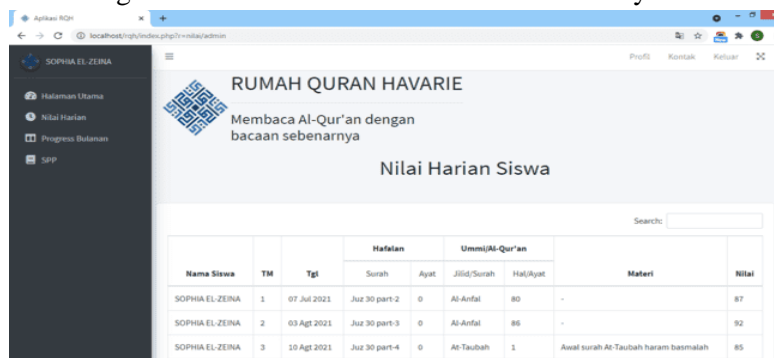 Aplikasi RQH
localhost/rqh/index.php?r=nilai/admin
SOPHIA EL-ZEINA
Profil Kontak Keluar
Halaman Utama
Nilai Harian
Progress Bulanan
SPP
RUMAH QURAN HAVARIE
Membaca Al-Qur'an dengan
bacaan sebenarnya
Nilai Harian Siswa
Search:
Hafalan Ummi/Al-Qur'an
Nama Siswa TM Tgl Surah Ayat Jilid/Surah Hal/Ayat Materi Nilai
SOPHIA EL-ZEINA 1 07 Jul 2021 Juz 30 part-2 0 Al-Anfal 80 - 87
SOPHIA EL-ZEINA 2 03 Agt 2021 Juz 30 part-3 0 Al-Anfal 86 - 92
SOPHIA EL-ZEINA 3 10 Agt 2021 Juz 30 part-4 0 At-Taubah 1 Awal surah At-Taubah haram basmalah 85